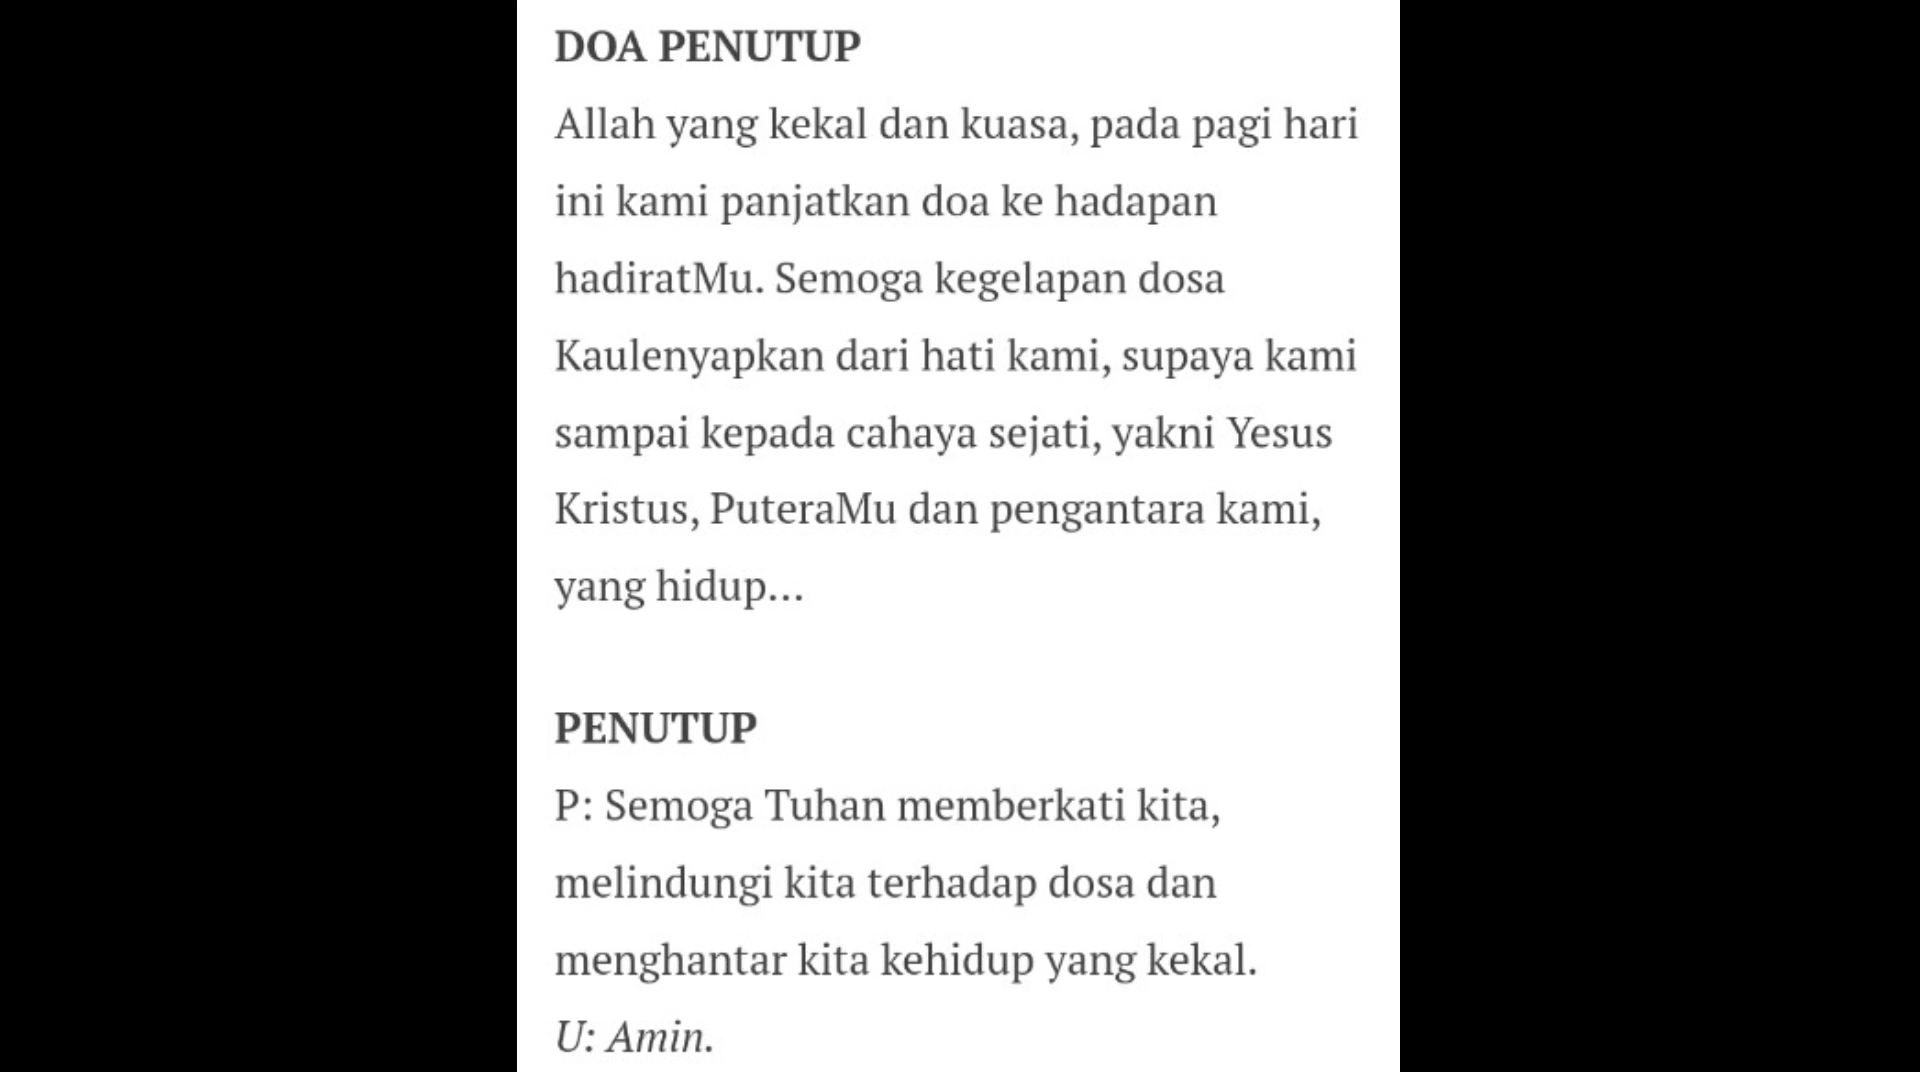 DOA PENUTUP
Allah yang kekal dan kuasa, pada pagi hari
ini kami panjatkan doa ke hadapan
hadiratMu. Semoga kegelapan dosa
Kaulenyapkan dari hati kami, supaya kami
sampai kepada cahaya sejati, yakni Yesus
Kristus, PuteraMu dan pengantara kami,
yang hidup...
PENUTUP
P: Semoga Tuhan memberkati kita,
melindungi kita terhadap dosa dan
menghantar kita kehidup yang kekal.
U: Amin.